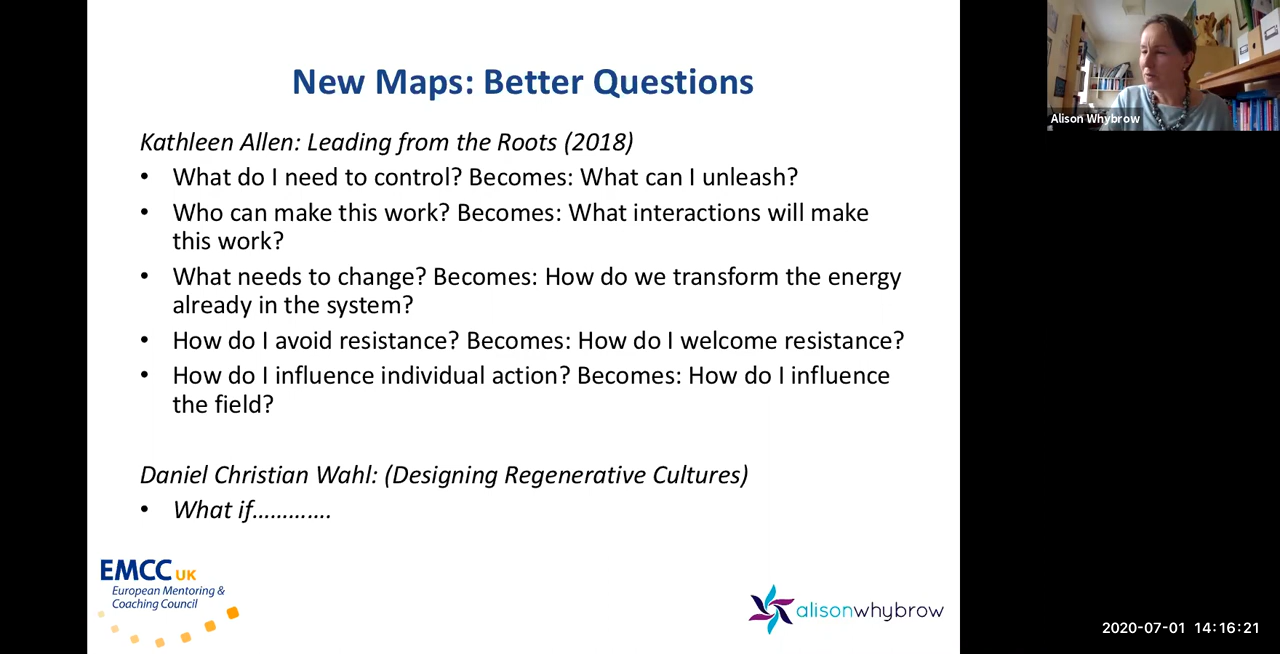 New Maps: Better Questions
Kathleen Allen: Leading from the Roots (2018)
• What do I need to control? Becomes: What can I unleash?
• Who can make this work? Becomes: What interactions will make
this work?
• What needs to change? Becomes: How do we transform the energy
already in the system?
• How do I avoid resistance? Becomes: How do I welcome resistance?
• How do I influence individual action? Becomes: How do I influence
the field?
Daniel Christian Wahl: (Designing Regenerative Cultures)
• What if.............
EMCC UK
European Mentoring &
Coaching Council
alisonwhybrow
Alison Whybrow
2020-07-01 14:16:21